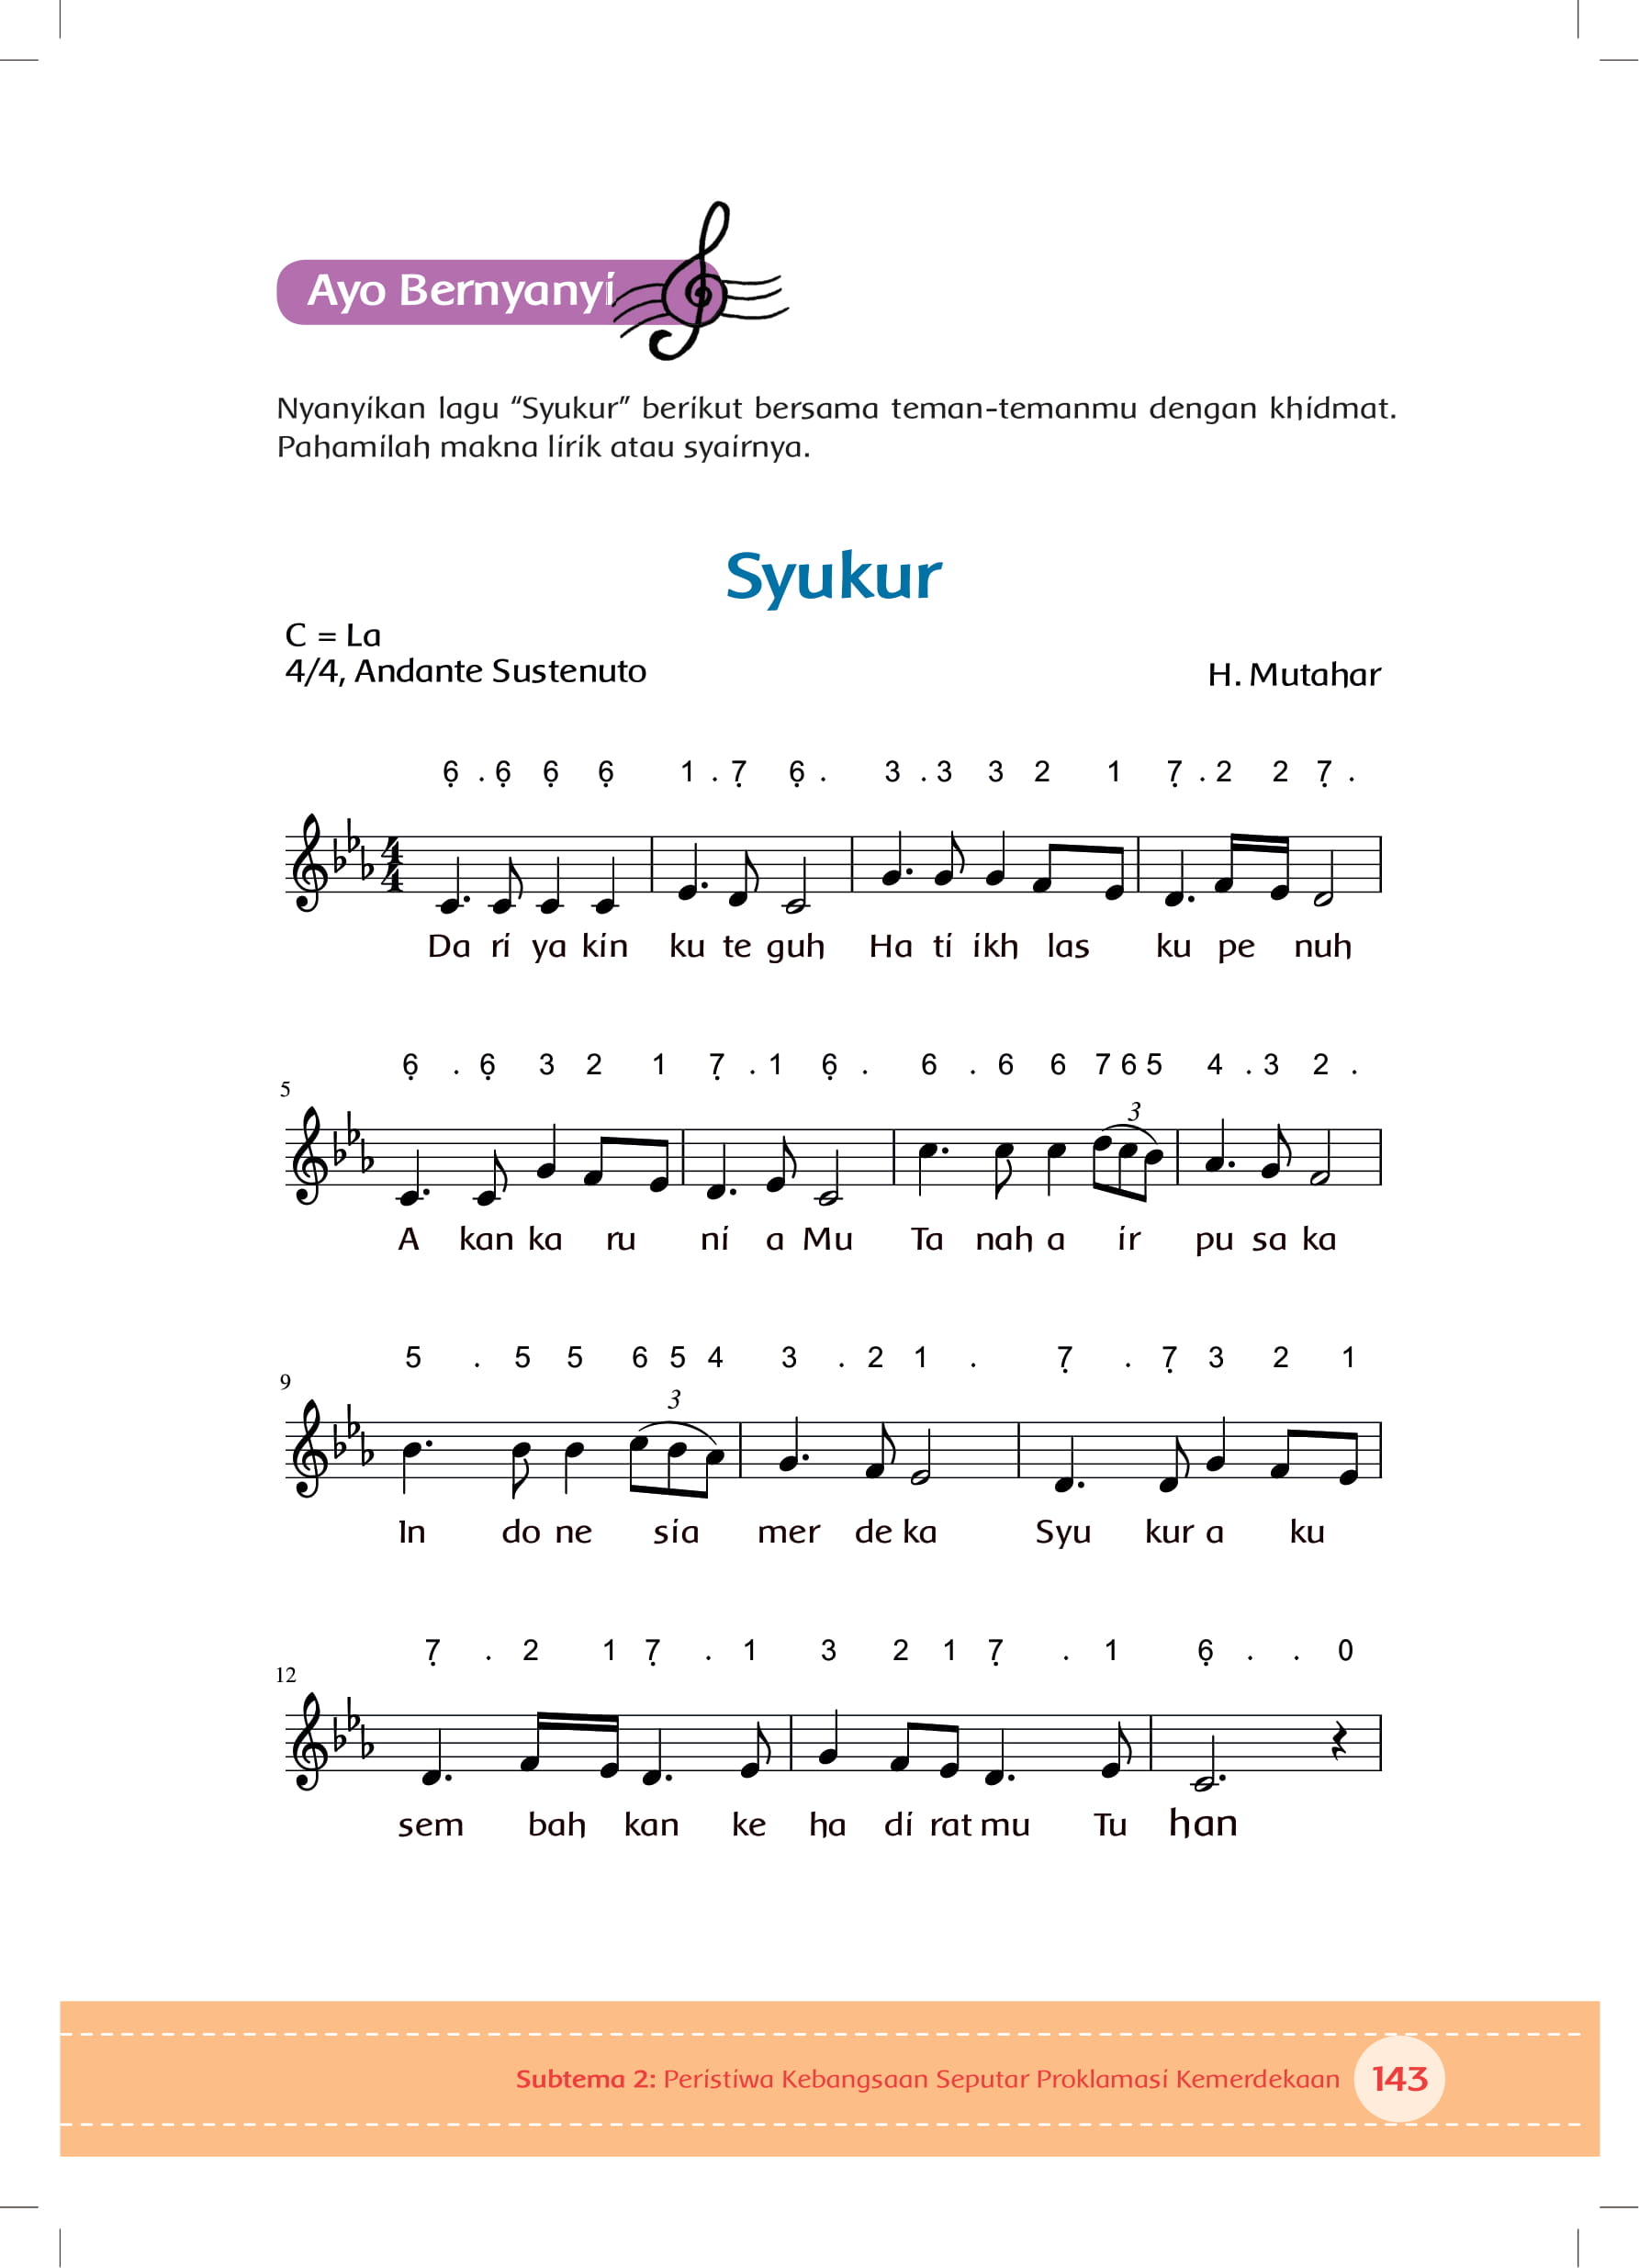 Ayo Bernyanyi
Nyanyikan lagu “Syukur” berikut bersama teman-temanmu dengan khidmat.
Pahamilah makna lirik atau syairnya.
Syukur
C = La
4/4, Andante Sustenuto
H. Mutahar
6̣ . 6̣ 6̣ 6̣ 1 . 7̣ 6̣ . 3 . 3 3 2 1 7̣ . 2 2 7̣ .
4/4
Da ri ya kin ku te guh Ha ti ikh las ku pe nuh
6̣ . 6̣ 3 2 1 7̣ . 1 6̣ . 6 . 6 6 7 6 5 4 . 3 2 .
5
3
A kan ka ru ni a Mu Ta nah a ir pu sa ka
5 . 5 5 6 5 4 3 . 2 1 . 7̣ . 7̣ 3 2 1
9
3
In do ne sia mer de ka Syu kur a ku
7̣ . 2 1 7̣ . 1 3 2 1 7̣ . 1 6̣ . . 0
12
sem bah kan ke ha di rat mu Tu han
Subtema 2: Peristiwa Kebangsaan Seputar Proklamasi Kemerdekaan 143